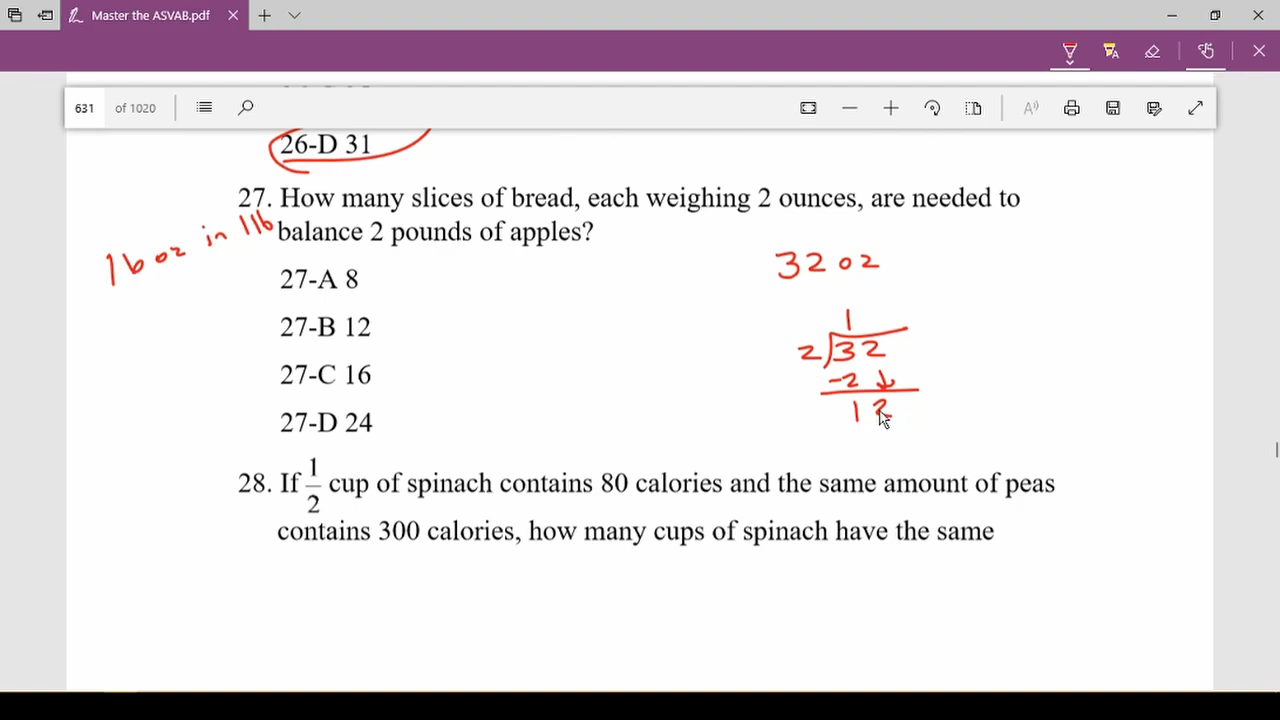 Master the ASVAB.pdf
631 of 1020
26-D 31
27. How many slices of bread, each weighing 2 ounces, are needed to
16 oz in 1 lb
balance 2 pounds of apples?
32 oz
27-A 8
1
27-B 12
2 32
27-C 16
-2 ↓
12
27-D 24
28. If 1/2 cup of spinach contains 80 calories and the same amount of peas
contains 300 calories, how many cups of spinach have the same